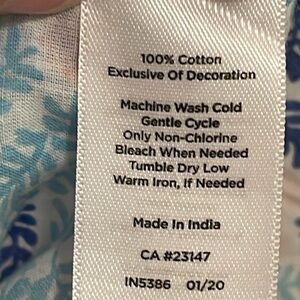 100% Cotton
Exclusive Of Decoration
Machine Wash Cold
Gentle Cycle
Only Non-Chlorine
Bleach When Needed
Tumble Dry Low
Warm Iron, If Needed
Made In India
CA #23147
IN5386 01/20